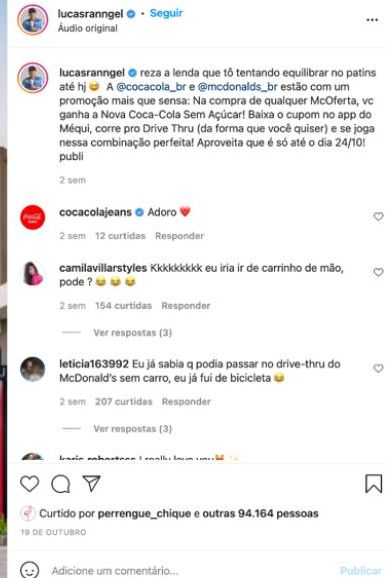 lucasranngel • Seguir
Áudio original
lucasranngel reza a lenda que tô tentando equilibrar no patins
até hj 😅 A @cocacola_br e @mcdonalds_br estão com um
promoção mais que sensa: Na compra de qualquer McOferta, vc
ganha a Nova Coca-Cola Sem Açúcar! Baixa o cupom no app do
Méqui, corre pro Drive Thru (da forma que você quiser) e se joga
nessa combinação perfeita! Aproveita que é só até o dia 24/10!
publi
2 sem
cocacolajeans Adoro ❤️
2 sem 12 curtidas Responder
camilavillarstyles Kkkkkkkkk eu iria ir de carrinho de mão,
pode ? 😂 😂 😂
2 sem 154 curtidas Responder
Ver respostas (3)
leticia163992 Eu já sabia q podia passar no drive-thru do
McDonald's sem carro, eu já fui de bicicleta 😂
2 sem 207 curtidas Responder
Ver respostas (3)
I really love you
Curtido por perrengue_chique e outras 94.164 pessoas
19 DE OUTUBRO
Adicione um comentário...
Publicar